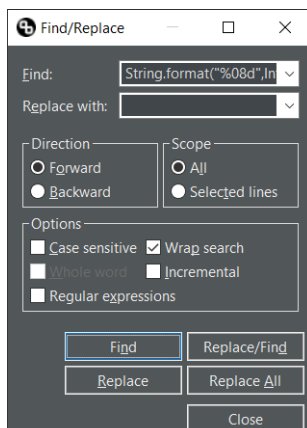 Find/Replace
Find: String.format("%08d",In
Replace with:
Direction
Forward
Backward
Scope
All
Selected lines
Options
Case sensitive Wrap search
Whole word Incremental
Regular expressions
Find Replace/Find
Replace Replace All
Close